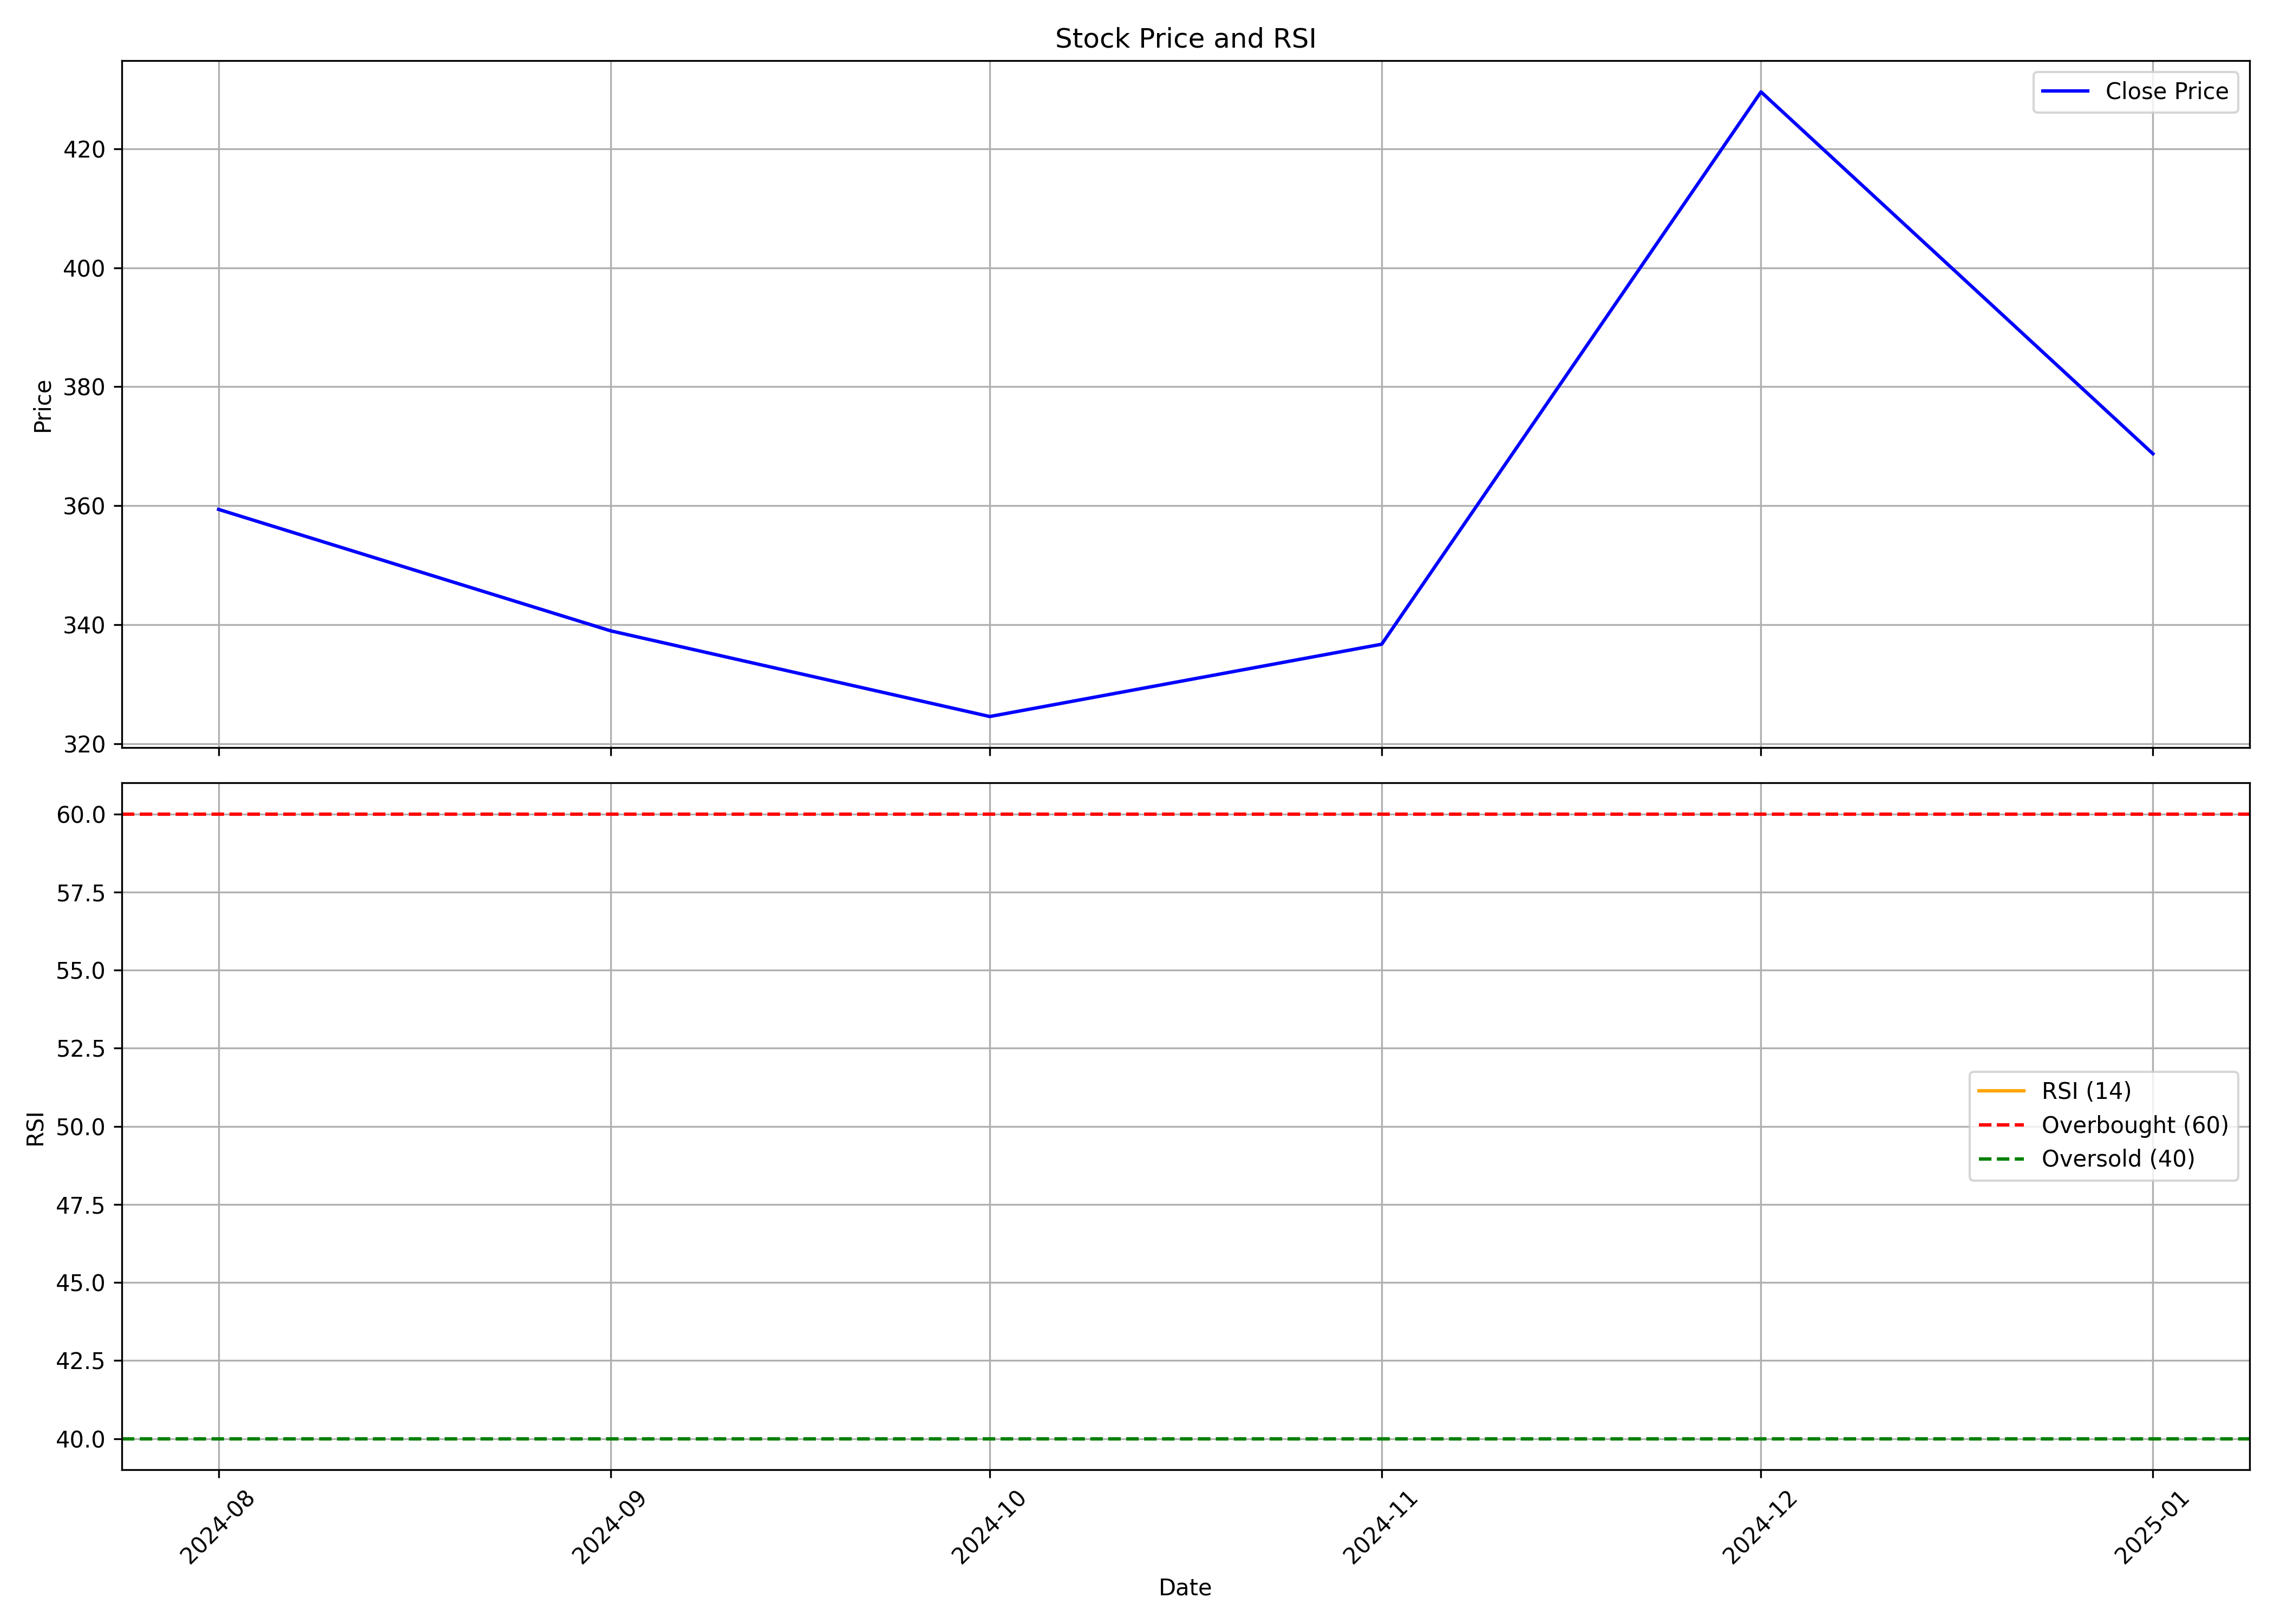 Stock Price and RSI
Close Price
420
400
380
360
340
320
Price
60.0
57.5
55.0
52.5
50.0
47.5
45.0
42.5
40.0
RSI
RSI (14)
Overbought (60)
Oversold (40)
2024-08
2024-09
2024-10
2024-11
2024-12
2025-01
Date